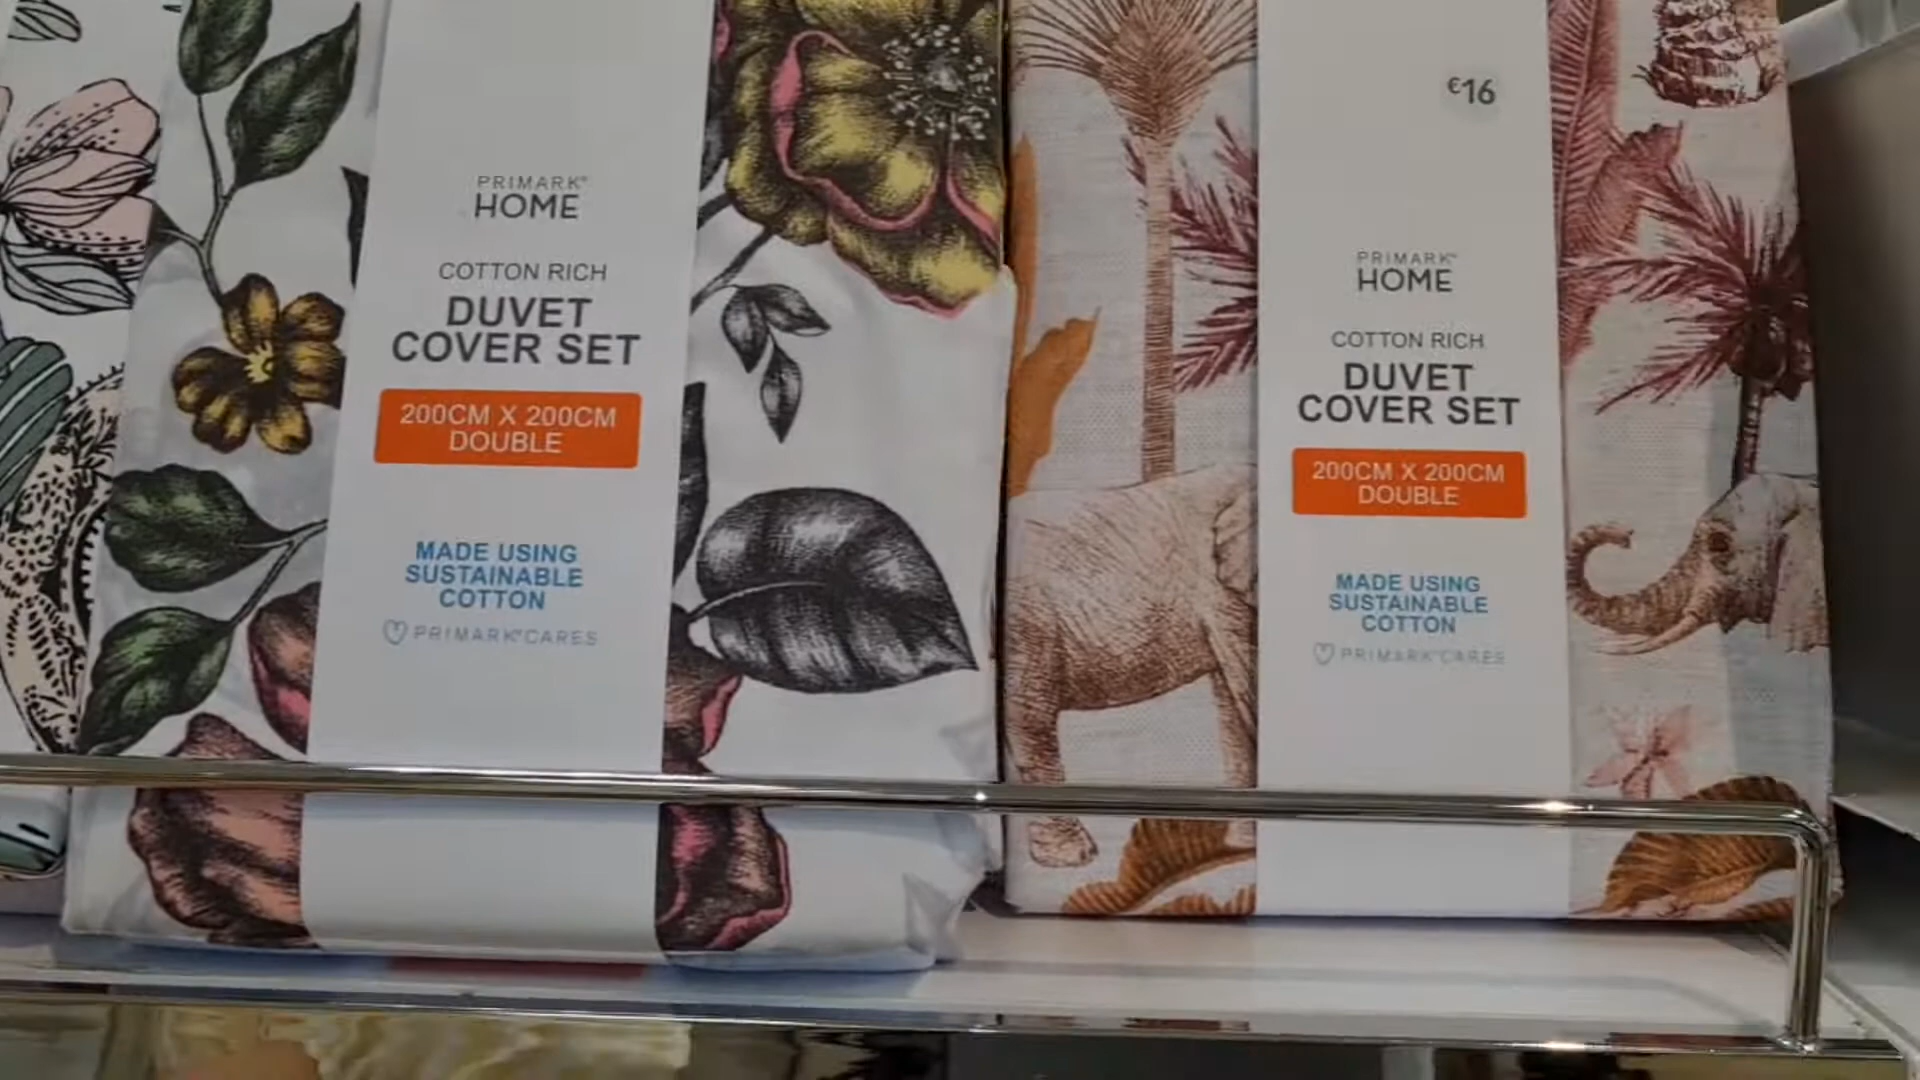 PRIMARK®
HOME
COTTON RICH
DUVET
COVER SET
200CM X 200CM
DOUBLE
MADE USING
SUSTAINABLE
COTTON
PRIMARK®CARES
€16
PRIMARK®
HOME
COTTON RICH
DUVET
COVER SET
200CM X 200CM
DOUBLE
MADE USING
SUSTAINABLE
COTTON
PRIMARK®CARES